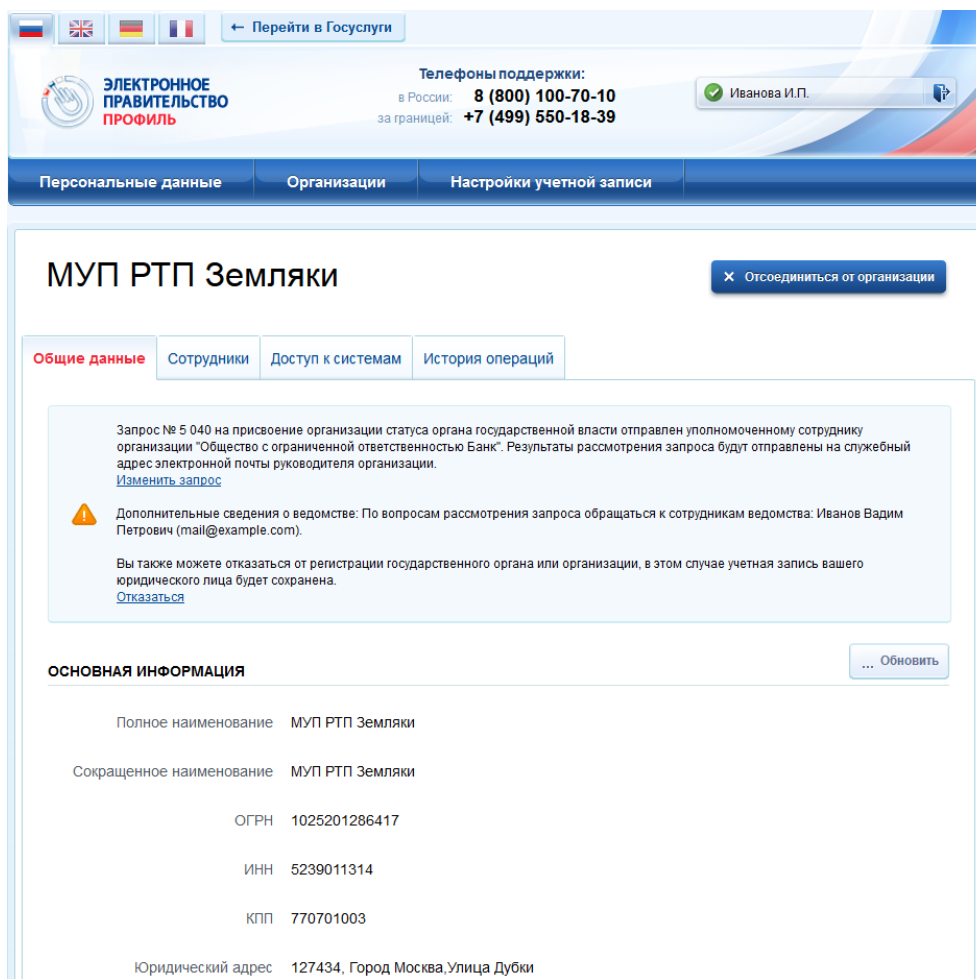 ← Перейти в Госуслуги
ЭЛЕКТРОННОЕ
ПРАВИТЕЛЬСТВО
ПРОФИЛЬ
Телефоны поддержки:
в России: 8 (800) 100-70-10
за границей: +7 (499) 550-18-39
Иванова И.П.
Персональные данные Организации Настройки учетной записи
МУП РТП Земляки
× Отсоединиться от организации
Общие данные Сотрудники Доступ к системам История операций
Запрос № 5 040 на присвоение организации статуса органа государственной власти отправлен уполномоченному сотруднику
организации "Общество с ограниченной ответственностью Банк". Результаты рассмотрения запроса будут отправлены на служебный
адрес электронной почты руководителя организации.
Изменить запрос
Дополнительные сведения о ведомстве: По вопросам рассмотрения запроса обращаться к сотрудникам ведомства: Иванов Вадим
Петрович (mail@example.com).
Вы также можете отказаться от регистрации государственного органа или организации, в этом случае учетная запись вашего
юридического лица будет сохранена.
Отказаться
ОСНОВНАЯ ИНФОРМАЦИЯ
... Обновить
Полное наименование МУП РТП Земляки
Сокращенное наименование МУП РТП Земляки
ОГРН 1025201286417
ИНН 5239011314
КПП 770701003
Юридический адрес 127434, Город Москва,Улица Дубки